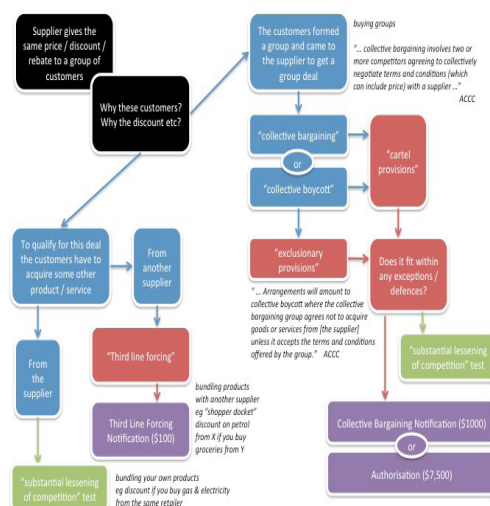 Supplier gives the
same price / discount /
rebate to a group of
customers
Why these customers?
Why the discount etc?
The customers formed
a group and came to
the supplier to get a
group deal
buying groups
“... collective bargaining involves two or
more competitors agreeing to collectively
negotiate terms and conditions (which
can include price) with a supplier ...”
ACCC
“collective bargaining”
or
“collective boycott”
“cartel
provisions”
“exclusionary
provisions”
Does it fit within
any exceptions /
defences?
“ ... Arrangements will amount to
collective boycott where the collective
bargaining group agrees not to acquire
goods or services from [the supplier]
unless it accepts the terms and conditions
offered by the group.” ACCC
“substantial lessening
of competition” test
Collective Bargaining Notification ($1000)
or
Authorisation ($7,500)
To qualify for this deal
the customers have to
acquire some other
product / service
From
another
supplier
From
the
supplier
“Third line forcing”
Third Line Forcing
Notification ($100)
bundling products
with another supplier
eg “shopper docket”
discount on petrol
from X if you buy
groceries from Y
“substantial lessening
of competition” test
bundling your own products
eg discount if you buy gas & electricity
from the same retailer